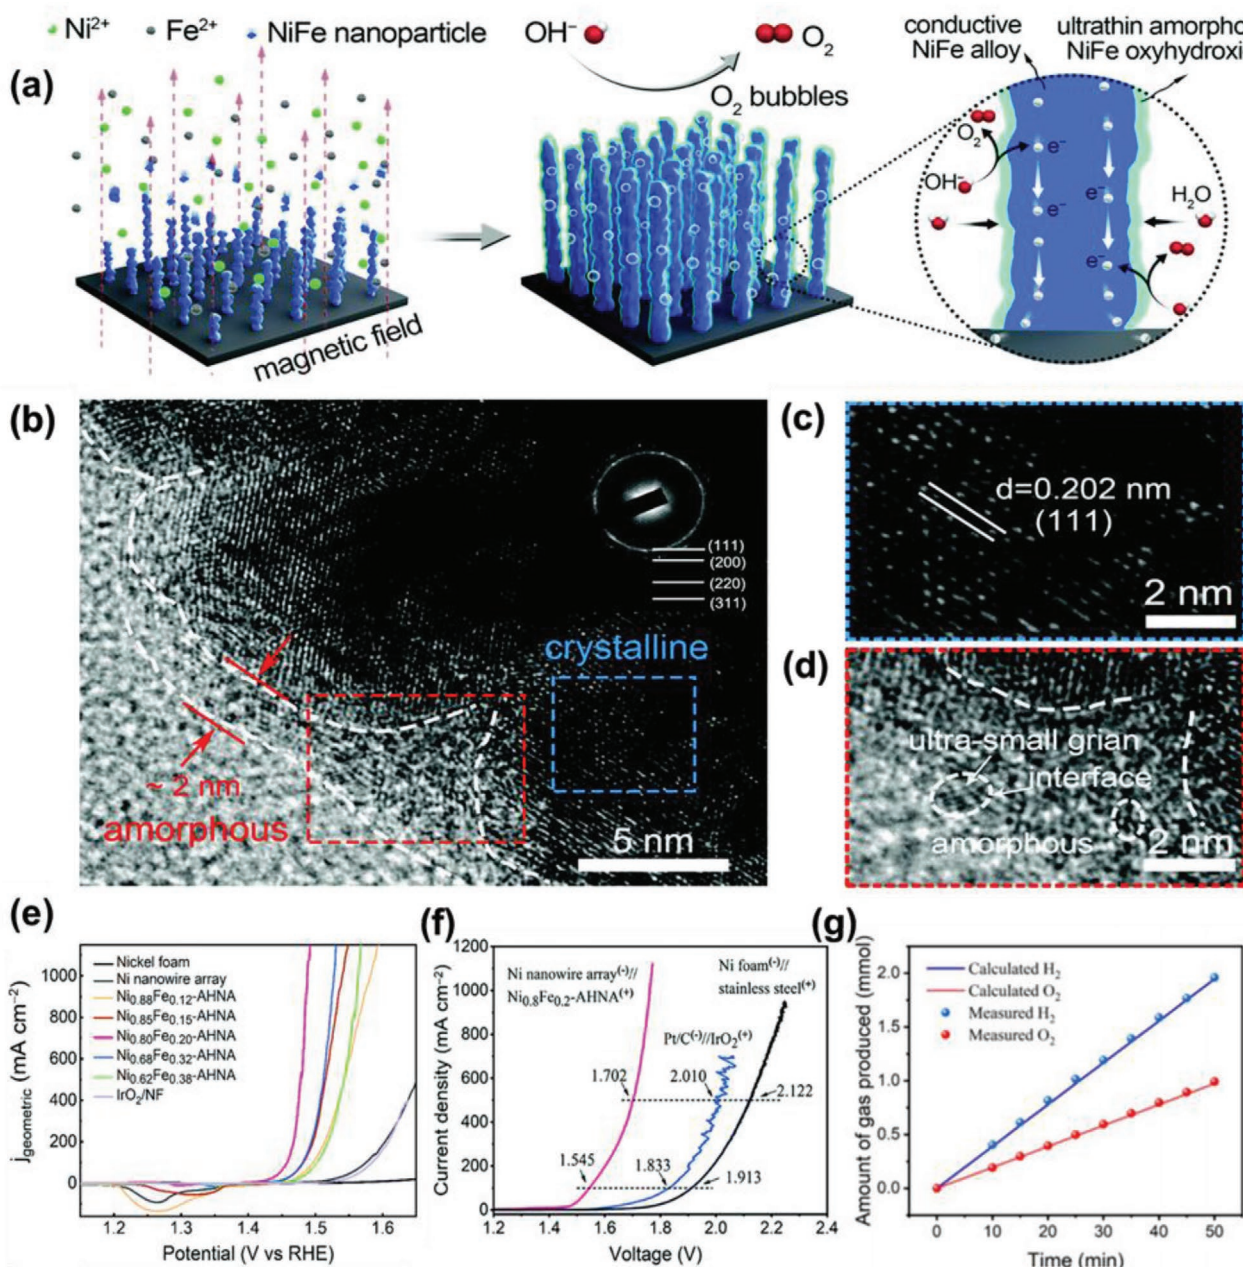 Ni²⁺ Fe²⁺ NiFe nanoparticle
OH⁻ O₂
O₂ bubbles
conductive
NiFe alloy
ultrathin amorpho
NiFe oxyhydroxi
(a)
magnetic field
O₂
e⁻
OH⁻
e⁻
e⁻
H₂O
e⁻
(b)
(111)
(200)
(220)
(311)
crystalline
~ 2 nm
amorphous
5 nm
(c)
d=0.202 nm
(111)
2 nm
(d)
ultra-small grian
interface
amorphous
2 nm
(e)
j_geometric (mA cm⁻²)
1000
800
600
400
200
0
Nickel foam
Ni nanowire array
Ni₀.₈₈Fe₀.₁₂-AHNA
Ni₀.₈₅Fe₀.₁₅-AHNA
Ni₀.₈₀Fe₀.₂₀-AHNA
Ni₀.₆₈Fe₀.₃₂-AHNA
Ni₀.₆₂Fe₀.₃₈-AHNA
IrO₂/NF
1.2 1.3 1.4 1.5 1.6
Potential (V vs RHE)
(f)
Current density (mA cm⁻²)
1200
1000
800
600
400
200
0
Ni nanowire array⁽⁻⁾//
Ni₀.₈Fe₀.₂-AHNA⁽⁺⁾
Ni foam⁽⁻⁾//
stainless steel⁽⁺⁾
Pt/C⁽⁻⁾//IrO₂⁽⁺⁾
1.702
2.010
2.122
1.545
1.833
1.913
1.2 1.4 1.6 1.8 2.0 2.2 2.4
Voltage (V)
(g)
Amount of gas produced (mmol)
2.0
1.5
1.0
0.5
0.0
Calculated H₂
Calculated O₂
Measured H₂
Measured O₂
0 10 20 30 40 50
Time (min)